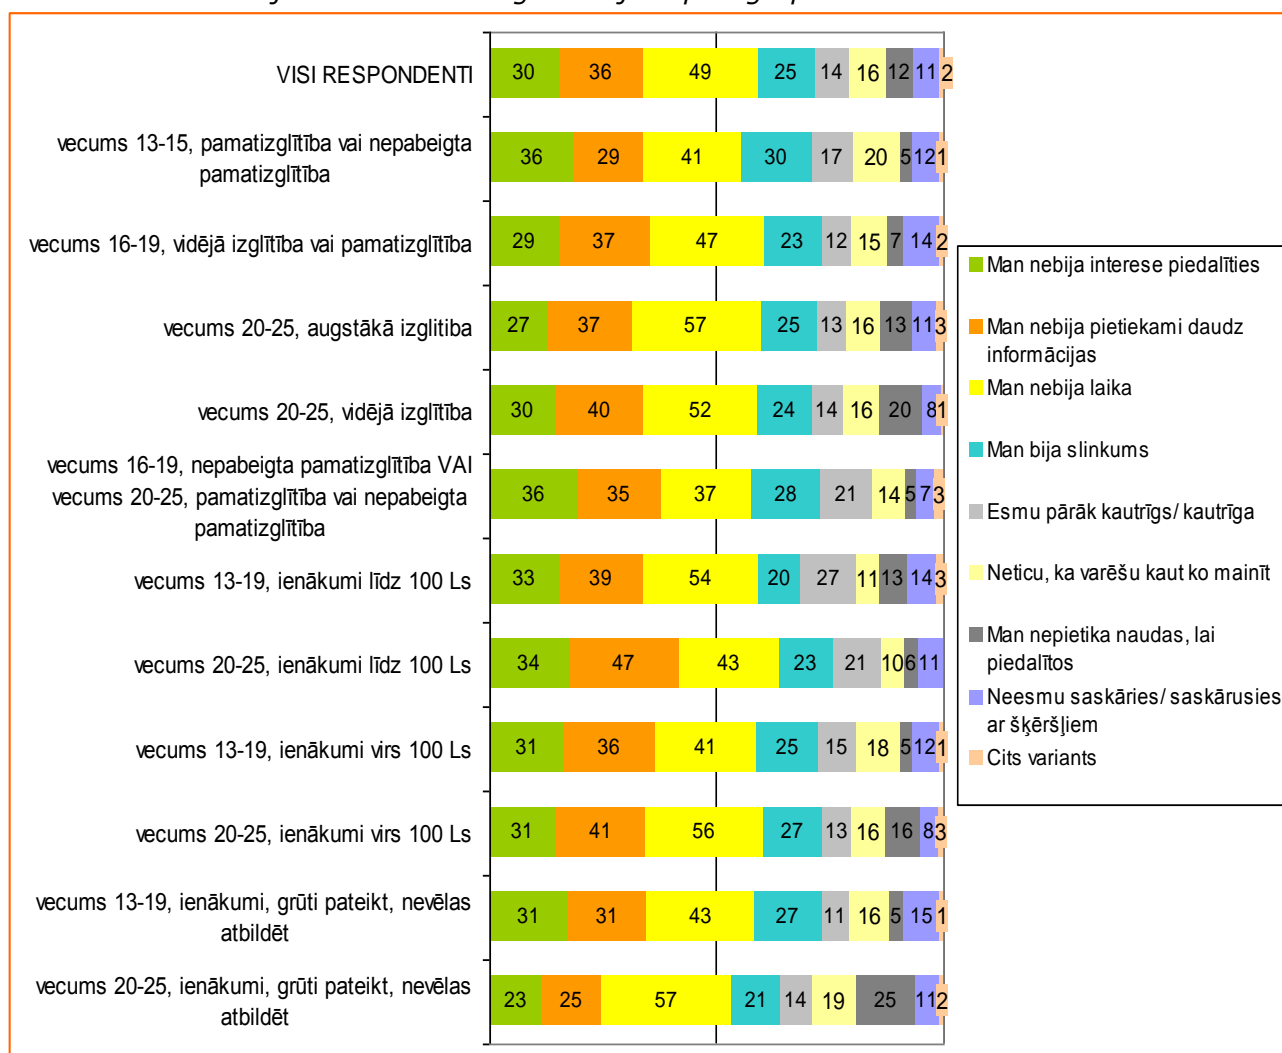 VISI RESPONDENTI
30 36 49 25 14 16 12 11 2
vecums 13-15, pamatizglītība vai nepabeigta
pamatizglītība
36 29 41 30 17 20 5 12 1
vecums 16-19, vidējā izglītība vai pamatizglītība
29 37 47 23 12 15 7 14 2
vecums 20-25, augstākā izglitiba
27 37 57 25 13 16 13 11 3
vecums 20-25, vidējā izglītība
30 40 52 24 14 16 20 8 1
vecums 16-19, nepabeigta pamatizglītība VAI
vecums 20-25, pamatizglītība vai nepabeigta
pamatizglītība
36 35 37 28 21 14 5 7 3
vecums 13-19, ienākumi līdz 100 Ls
33 39 54 20 27 11 13 14 3
vecums 20-25, ienākumi līdz 100 Ls
34 47 43 23 21 10 6 11
vecums 13-19, ienākumi virs 100 Ls
31 36 41 25 15 18 5 12 1
vecums 20-25, ienākumi virs 100 Ls
31 41 56 27 13 16 16 8 3
vecums 13-19, ienākumi, grūti pateikt, nevēlas
atbildēt
31 31 43 27 11 16 5 15 1
vecums 20-25, ienākumi, grūti pateikt, nevēlas
atbildēt
23 25 57 21 14 19 25 11 2
Man nebija interese piedalīties
Man nebija pietiekami daudz
informācijas
Man nebija laika
Man bija slinkums
Esmu pārāk kautrīgs/ kautrīga
Neticu, ka varēšu kaut ko mainīt
Man nepietika naudas, lai
piedalītos
Neesmu saskāries/ saskārusies
ar šķēršļiem
Cits variants